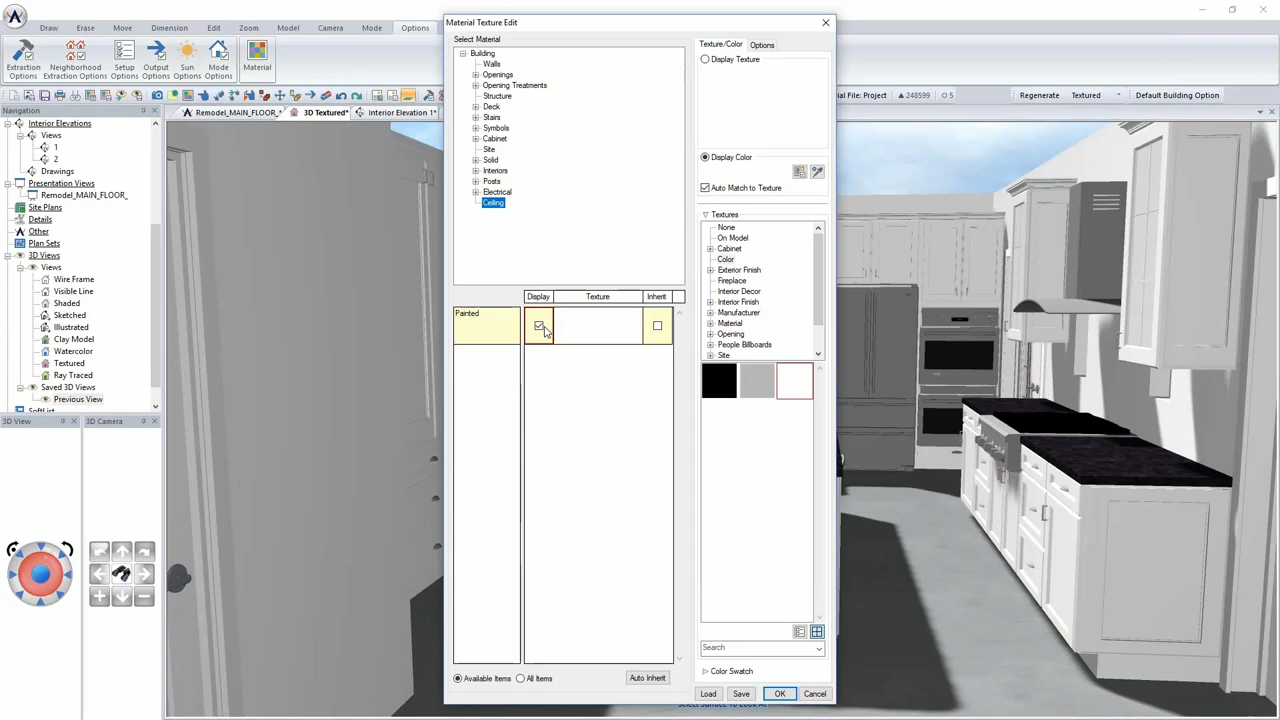 Material Texture Edit
Draw Erase Move Dimension Edit Zoom Model Camera Mode Options
Extraction Options
Neighborhood Extraction Options
Setup Options
Output Options
Sun Options
Mode Options
Material
Remodel_MAIN_FLOOR_* 3D Textured* Interior Elevation 1*
File: Project 248599 5 Regenerate Textured Default Building Option
Navigation
Interior Elevations
Views
1
2
Drawings
Presentation Views
Remodel_MAIN_FLOOR_
Site Plans
Details
Other
Plan Sets
3D Views
Views
Wire Frame
Visible Line
Shaded
Sketched
Illustrated
Clay Model
Watercolor
Textured
Ray Traced
Saved 3D Views
Previous View
SoftList
3D View
3D Camera
Select Material
Building
Walls
Openings
Opening Treatments
Structure
Deck
Stairs
Symbols
Cabinet
Site
Solid
Interiors
Posts
Electrical
Ceiling
Display Texture Inherit
Painted
Available Items All Items Auto Inherit
Texture/Color Options
Display Texture
Display Color
Auto Match to Texture
Textures
None
On Model
Cabinet
Color
Exterior Finish
Fireplace
Interior Decor
Interior Finish
Manufacturer
Material
Opening
People Billboards
Site
Search
Color Swatch
Load Save OK Cancel